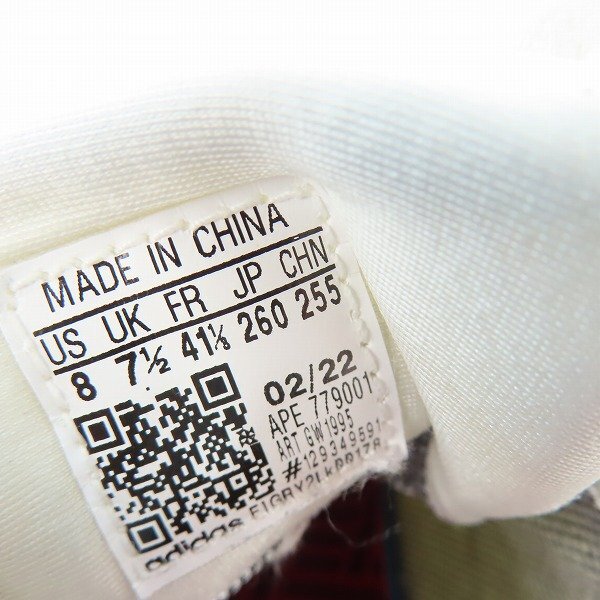 MADE IN CHINA
US UK FR JP CHN
8 7½ 41⅓ 260 255
02/22
APE 779001
ART GW1995
#129349591
adidas